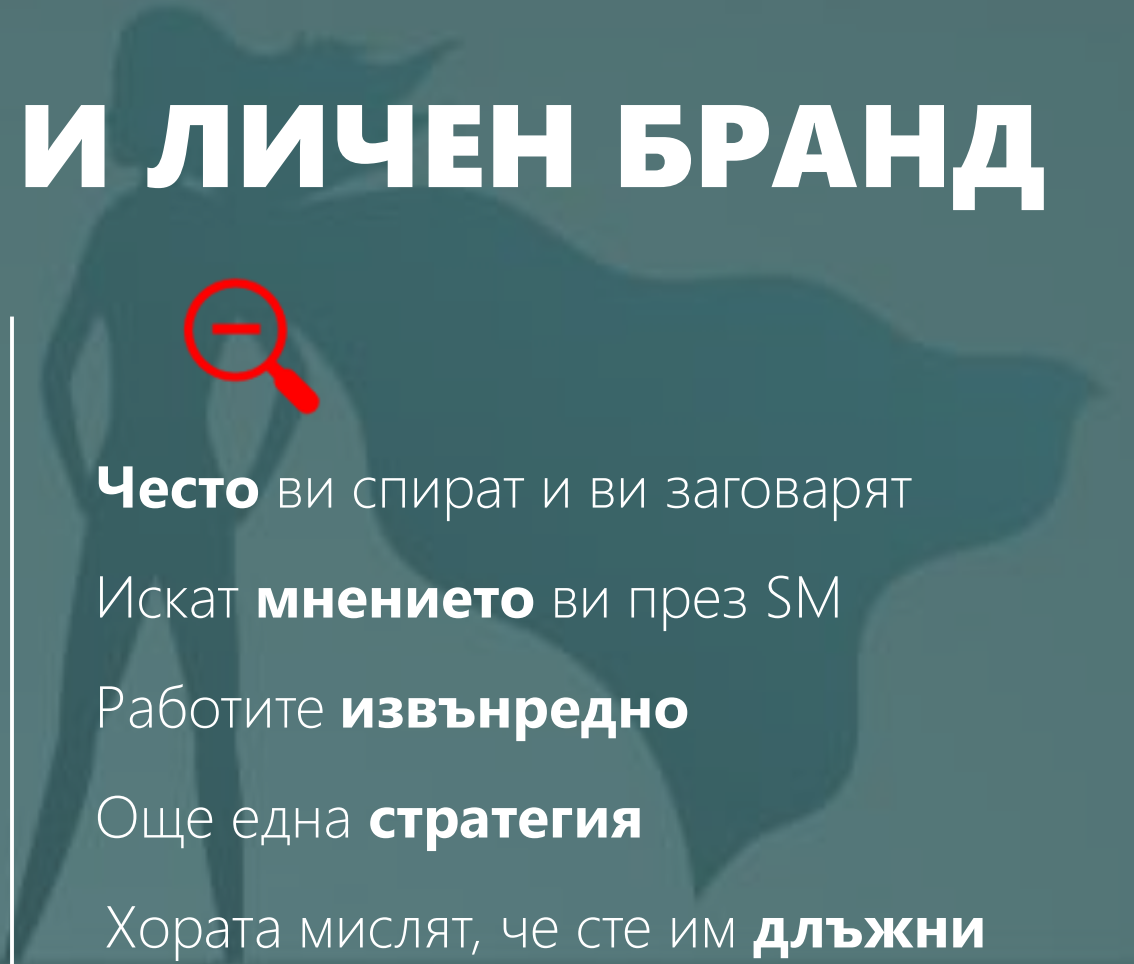 И ЛИЧЕН БРАНД
Често ви спират и ви заговарят
Искат мнението ви през SM
Работите извънредно
Още една стратегия
Хората мислят, че сте им длъжни